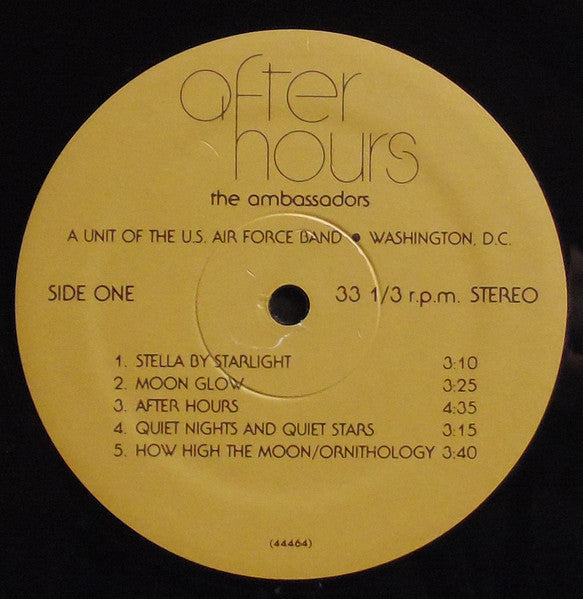 after
hours
the ambassadors
A UNIT OF THE U.S. AIR FORCE BAND • WASHINGTON, D.C.
SIDE ONE 33 1/3 r.p.m. STEREO
1. STELLA BY STARLIGHT 3:10
2. MOON GLOW 3:25
3. AFTER HOURS 4:35
4. QUIET NIGHTS AND QUIET STARS 3:15
5. HOW HIGH THE MOON/ORNITHOLOGY 3:40
(44464)